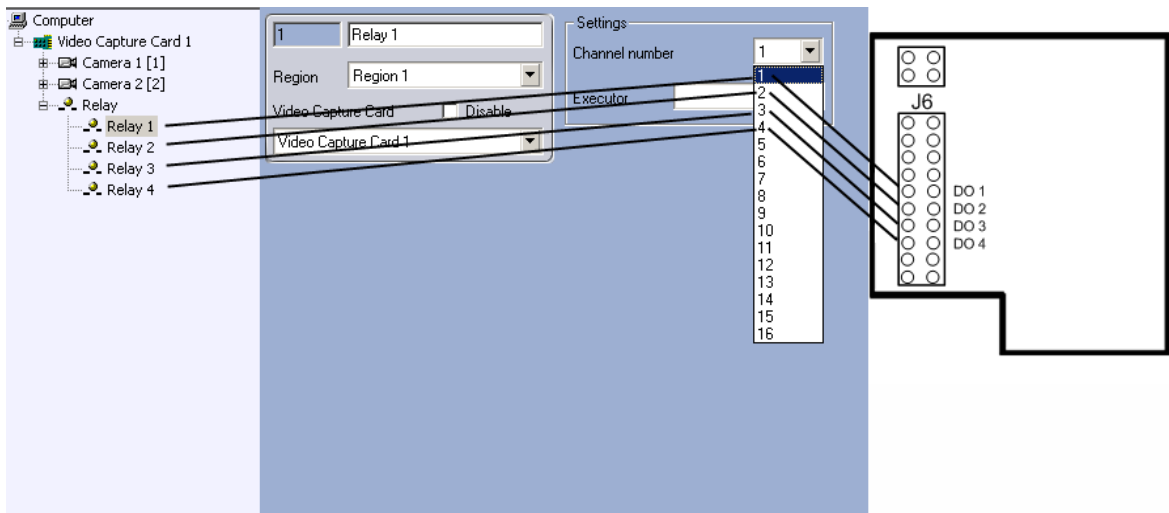 Computer
Video Capture Card 1
Camera 1 [1]
Camera 2 [2]
Relay
Relay 1
Relay 2
Relay 3
Relay 4
1 Relay 1
Region Region 1
Video Capture Card Disable
Video Capture Card 1
Settings
Channel number 1
Executor
1
2
3
4
5
6
7
8
9
10
11
12
13
14
15
16
J6
DO 1
DO 2
DO 3
DO 4